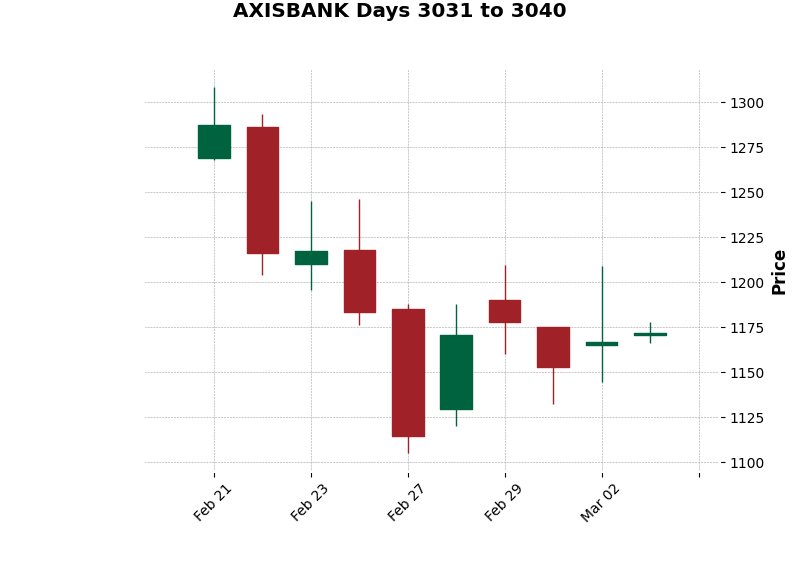 AXISBANK Days 3031 to 3040
1300
1275
1250
1225
1200
1175
1150
1125
1100
Price
Feb 21
Feb 23
Feb 27
Feb 29
Mar 02